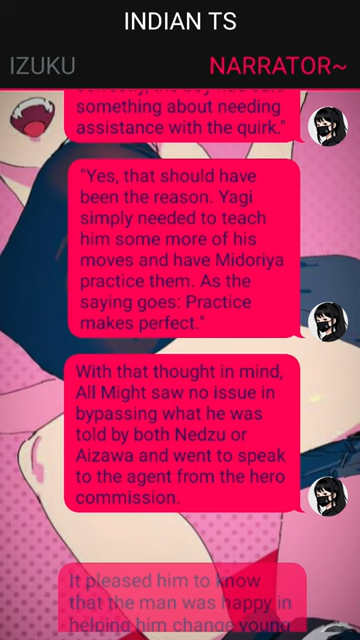 INDIAN TS
IZUKU
NARRATOR~
something about needing
assistance with the quirk."
"Yes, that should have
been the reason. Yagi
simply needed to teach
him some more of his
moves and have Midoriya
practice them. As the
saying goes: Practice
makes perfect."
With that thought in mind,
All Might saw no issue in
bypassing what he was
told by both Nedzu or
Aizawa and went to speak
to the agent from the hero
commission.
It pleased him to know
that the man was happy in
helping him change young